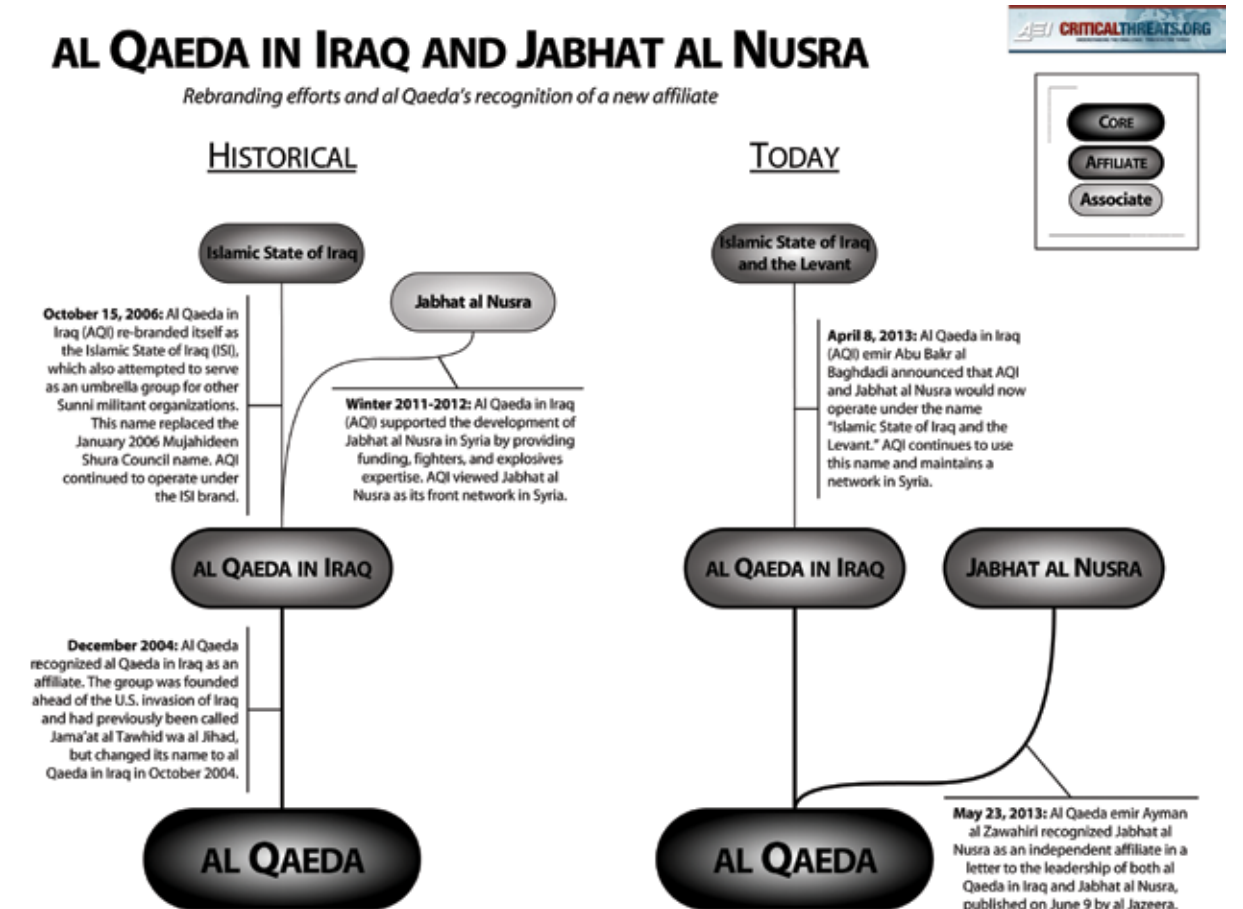 AL QAEDA IN IRAQ AND JABHAT AL NUSRA
Rebranding efforts and al Qaeda's recognition of a new affiliate
AEI CRITICALTHREATS.ORG
CORE
AFFILIATE
Associate
HISTORICAL
Islamic State of Iraq
Jabhat al Nusra
October 15, 2006: Al Qaeda in
Iraq (AQI) re-branded itself as
the Islamic State of Iraq (ISI),
which also attempted to serve
as an umbrella group for other
Sunni militant organizations.
This name replaced the
January 2006 Mujahideen
Shura Council name. AQI
continued to operate under
the ISI brand.
Winter 2011-2012: Al Qaeda in Iraq
(AQI) supported the development of
Jabhat al Nusra in Syria by providing
funding, fighters, and explosives
expertise. AQI viewed Jabhat al
Nusra as its front network in Syria.
AL QAEDA IN IRAQ
December 2004: Al Qaeda
recognized al Qaeda in Iraq as an
affiliate. The group was founded
ahead of the U.S. invasion of Iraq
and had previously been called
Jama'at al Tawhid wa al Jihad,
but changed its name to al
Qaeda in Iraq in October 2004.
AL QAEDA
TODAY
Islamic State of Iraq
and the Levant
April 8, 2013: Al Qaeda in Iraq
(AQI) emir Abu Bakr al
Baghdadi announced that AQI
and Jabhat al Nusra would now
operate under the name
"Islamic State of Iraq and the
Levant." AQI continues to use
this name and maintains a
network in Syria.
AL QAEDA IN IRAQ
JABHAT AL NUSRA
May 23, 2013: Al Qaeda emir Ayman
al Zawahiri recognized Jabhat al
Nusra as an independent affiliate in a
letter to the leadership of both al
Qaeda in Iraq and Jabhat al Nusra,
published on June 9 by al Jazeera.
AL QAEDA